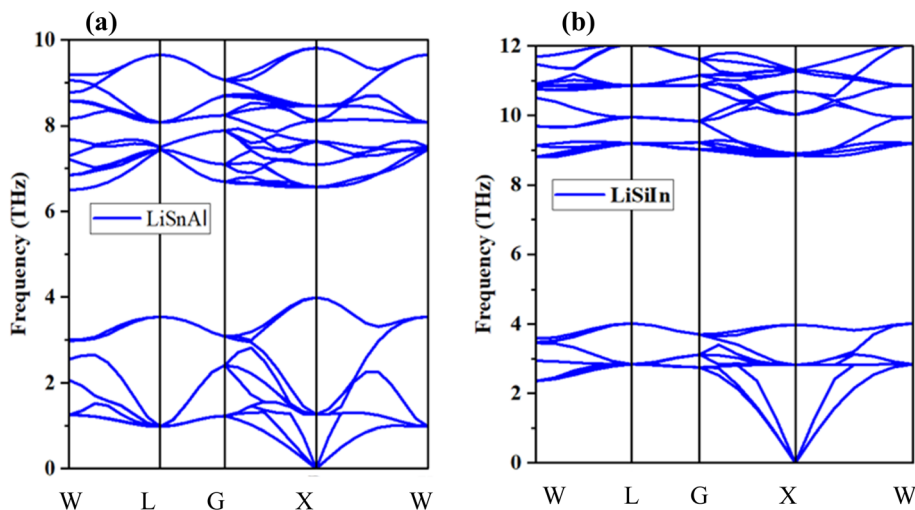 (a)
10
8
6
4
2
0
Frequency (THz)
LiSnAl
W L G X W
(b)
12
10
8
6
4
2
0
Frequency (THz)
LiSiIn
W L G X W